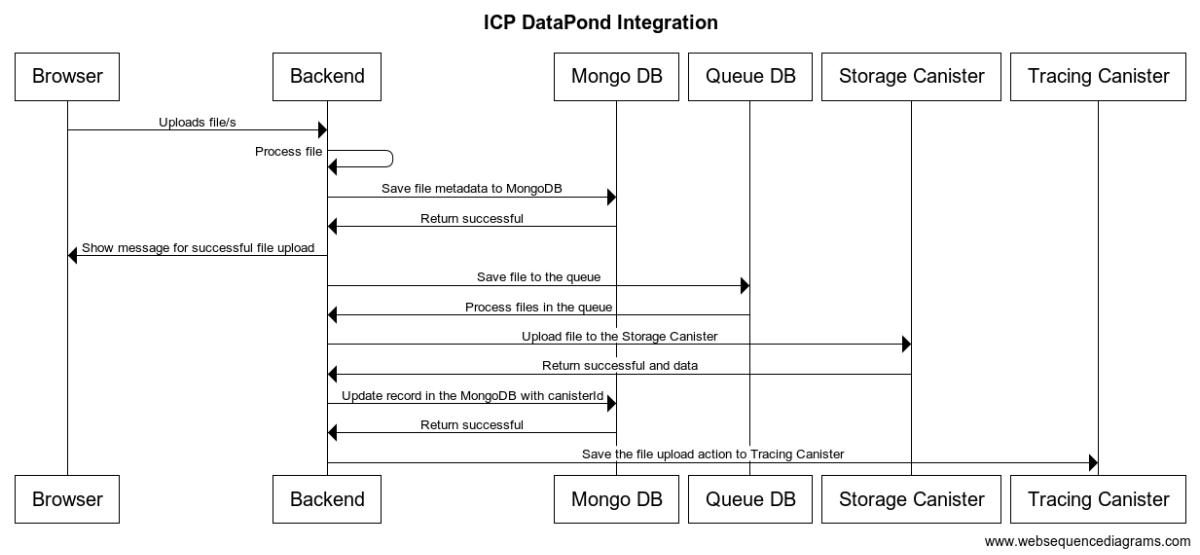 ICP DataPond Integration
Browser
Backend
Mongo DB
Queue DB
Storage Canister
Tracing Canister
Uploads file/s
Process file
Save file metadata to MongoDB
Return successful
Show message for successful file upload
Save file to the queue
Process files in the queue
Upload file to the Storage Canister
Return successful and data
Update record in the MongoDB with canisterId
Return successful
Save the file upload action to Tracing Canister
Browser
Backend
Mongo DB
Queue DB
Storage Canister
Tracing Canister
www.websequencediagrams.com